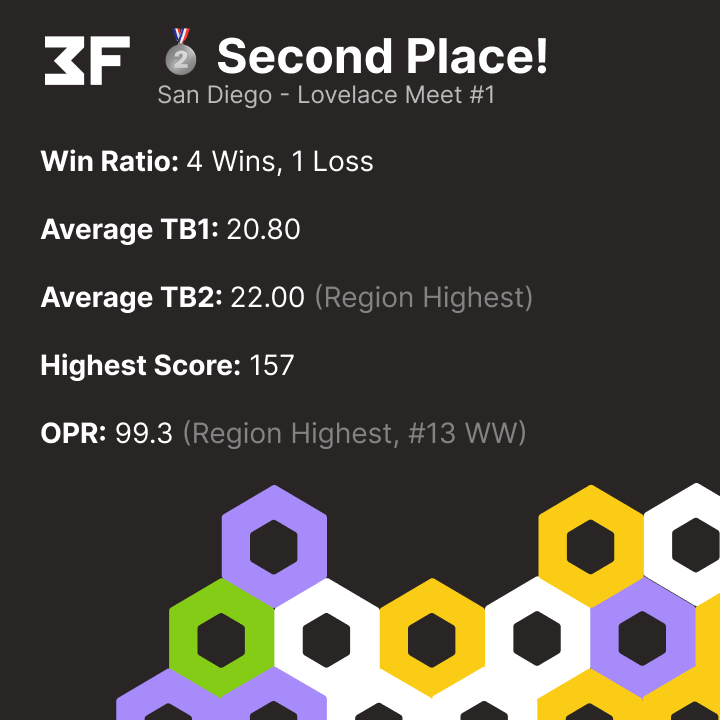 3F 2 Second Place!
San Diego - Lovelace Meet #1
Win Ratio: 4 Wins, 1 Loss
Average TB1: 20.80
Average TB2: 22.00 (Region Highest)
Highest Score: 157
OPR: 99.3 (Region Highest, #13 WW)